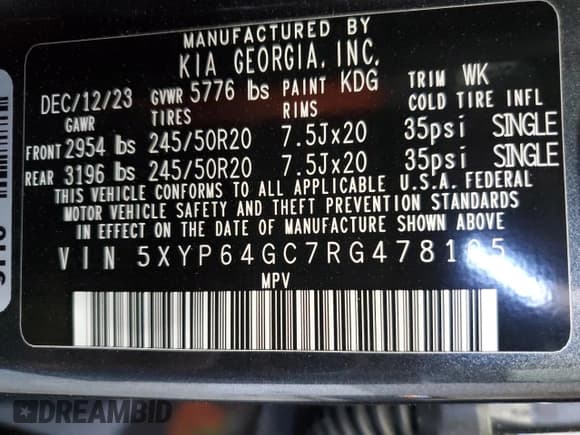 MANUFACTURED BY
KIA GEORGIA, INC.
DEC/12/23 GVWR 5776 lbs PAINT KDG TRIM WK
GAWR TIRES RIMS COLD TIRE INFL
FRONT 2954 lbs 245/50R20 7.5Jx20 35psi SINGLE
REAR 3196 lbs 245/50R20 7.5Jx20 35psi SINGLE
THIS VEHICLE CONFORMS TO ALL APPLICABLE U.S.A. FEDERAL
MOTOR VEHICLE SAFETY AND THEFT PREVENTION STANDARDS
IN EFFECT ON THE DATE OF MANUFACTURE SHOWN ABOVE.
VIN 5XYP64GC7RG478105
MPV
DREAMBID